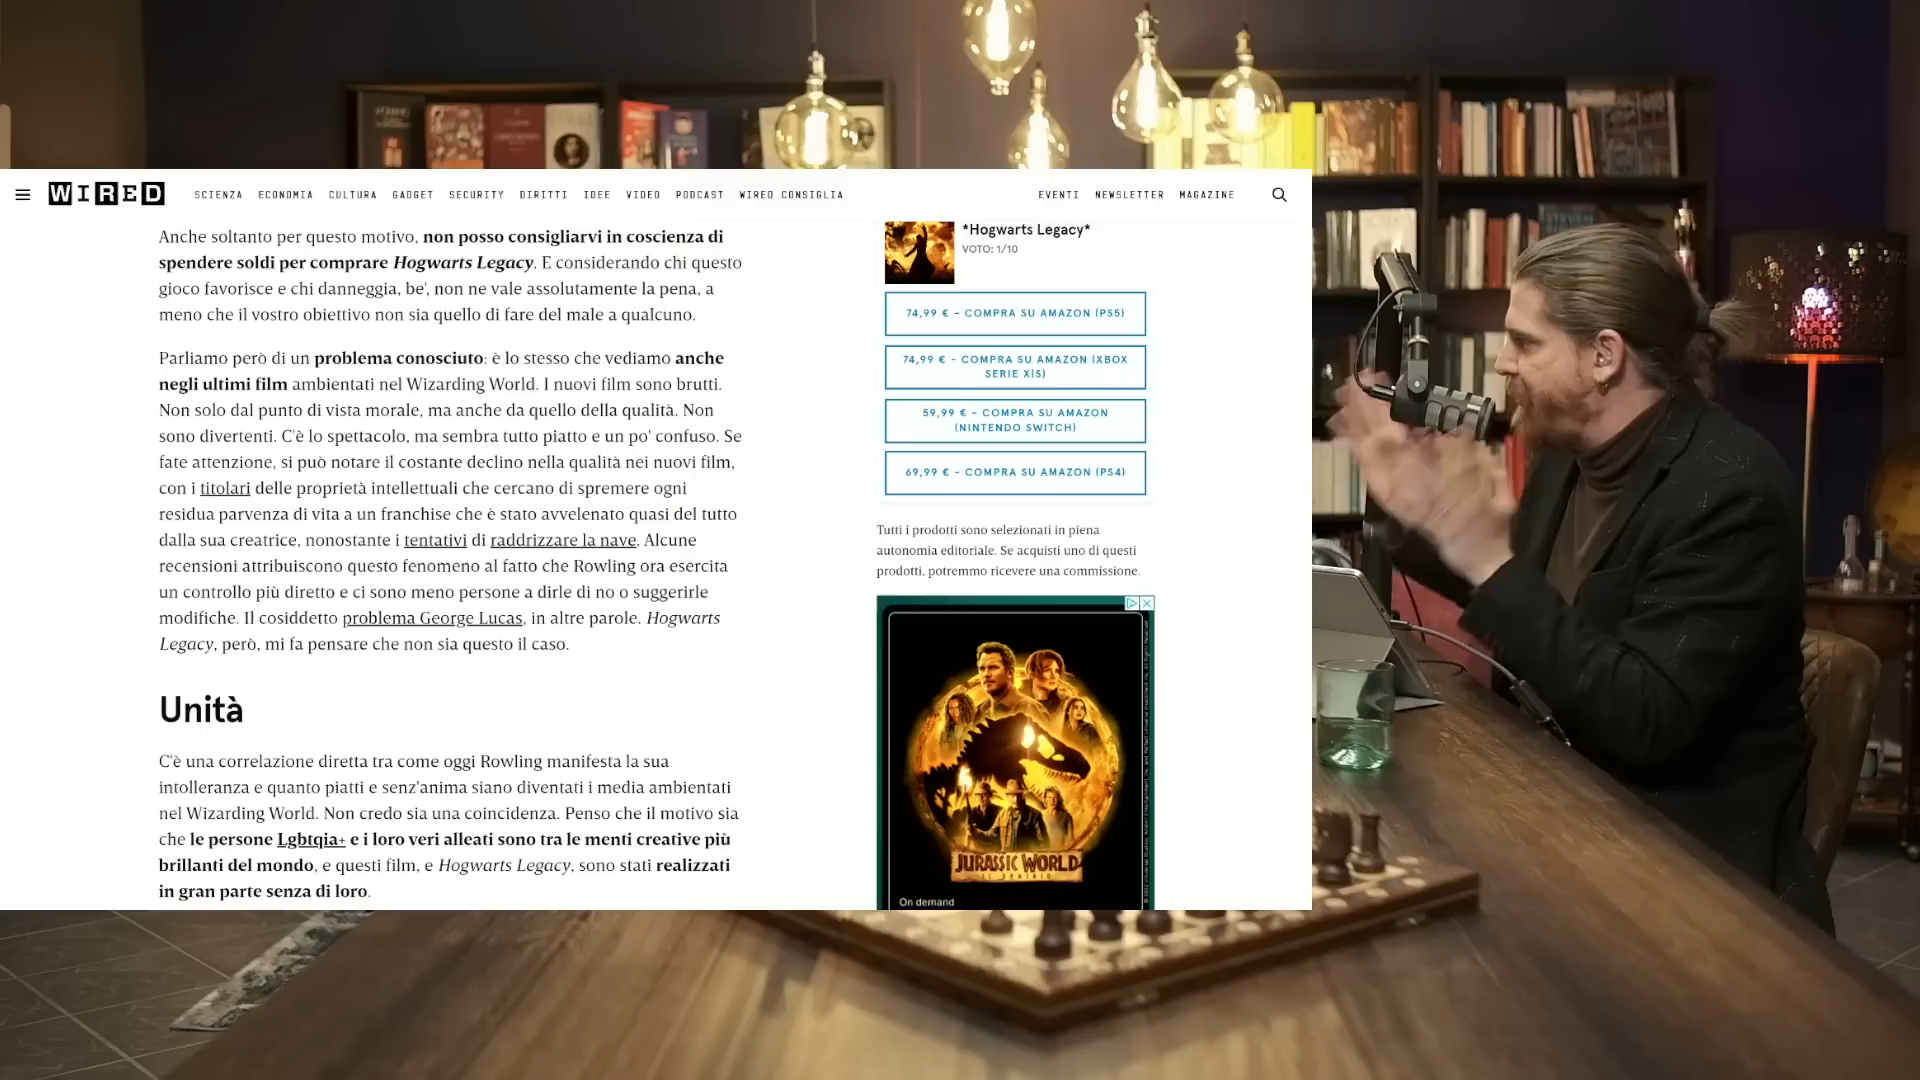 WIRED
SCIENZA ECONOMIA CULTURA GADGET SECURITY DIRITTI IDEE VIDEO PODCAST WIRED CONSIGLIA
EVENTI NEWSLETTER MAGAZINE
Anche soltanto per questo motivo, non posso consigliarvi in coscienza di
spendere soldi per comprare Hogwarts Legacy. E considerando chi questo
gioco favorisce e chi danneggia, be', non ne vale assolutamente la pena, a
meno che il vostro obiettivo non sia quello di fare del male a qualcuno.
Parliamo però di un problema conosciuto: è lo stesso che vediamo anche
negli ultimi film ambientati nel Wizarding World. I nuovi film sono brutti.
Non solo dal punto di vista morale, ma anche da quello della qualità. Non
sono divertenti. C'è lo spettacolo, ma sembra tutto piatto e un po' confuso. Se
fate attenzione, si può notare il costante declino nella qualità nei nuovi film,
con i titolari delle proprietà intellettuali che cercano di spremere ogni
residua parvenza di vita a un franchise che è stato avvelenato quasi del tutto
dalla sua creatrice, nonostante i tentativi di raddrizzare la nave. Alcune
recensioni attribuiscono questo fenomeno al fatto che Rowling ora esercita
un controllo più diretto e ci sono meno persone a dirle di no o suggerirle
modifiche. Il cosiddetto problema George Lucas, in altre parole. Hogwarts
Legacy, però, mi fa pensare che non sia questo il caso.
Unità
C'è una correlazione diretta tra come oggi Rowling manifesta la sua
intolleranza e quanto piatti e senz'anima siano diventati i media ambientati
nel Wizarding World. Non credo sia una coincidenza. Penso che il motivo sia
che le persone Lgbtqia+ e i loro veri alleati sono tra le menti creative più
brillanti del mondo, e questi film, e Hogwarts Legacy, sono stati realizzati
in gran parte senza di loro.
*Hogwarts Legacy*
VOTO: 1/10
74,99 € - COMPRA SU AMAZON (PS5)
74,99 € - COMPRA SU AMAZON (XBOX
SERIE X|S)
59,99 € - COMPRA SU AMAZON
(NINTENDO SWITCH)
69,99 € - COMPRA SU AMAZON (PS4)
Tutti i prodotti sono selezionati in piena
autonomia editoriale. Se acquisti uno di questi
prodotti, potremmo ricevere una commissione.
JURASSIC WORLD
IL DOMINIO
On demand